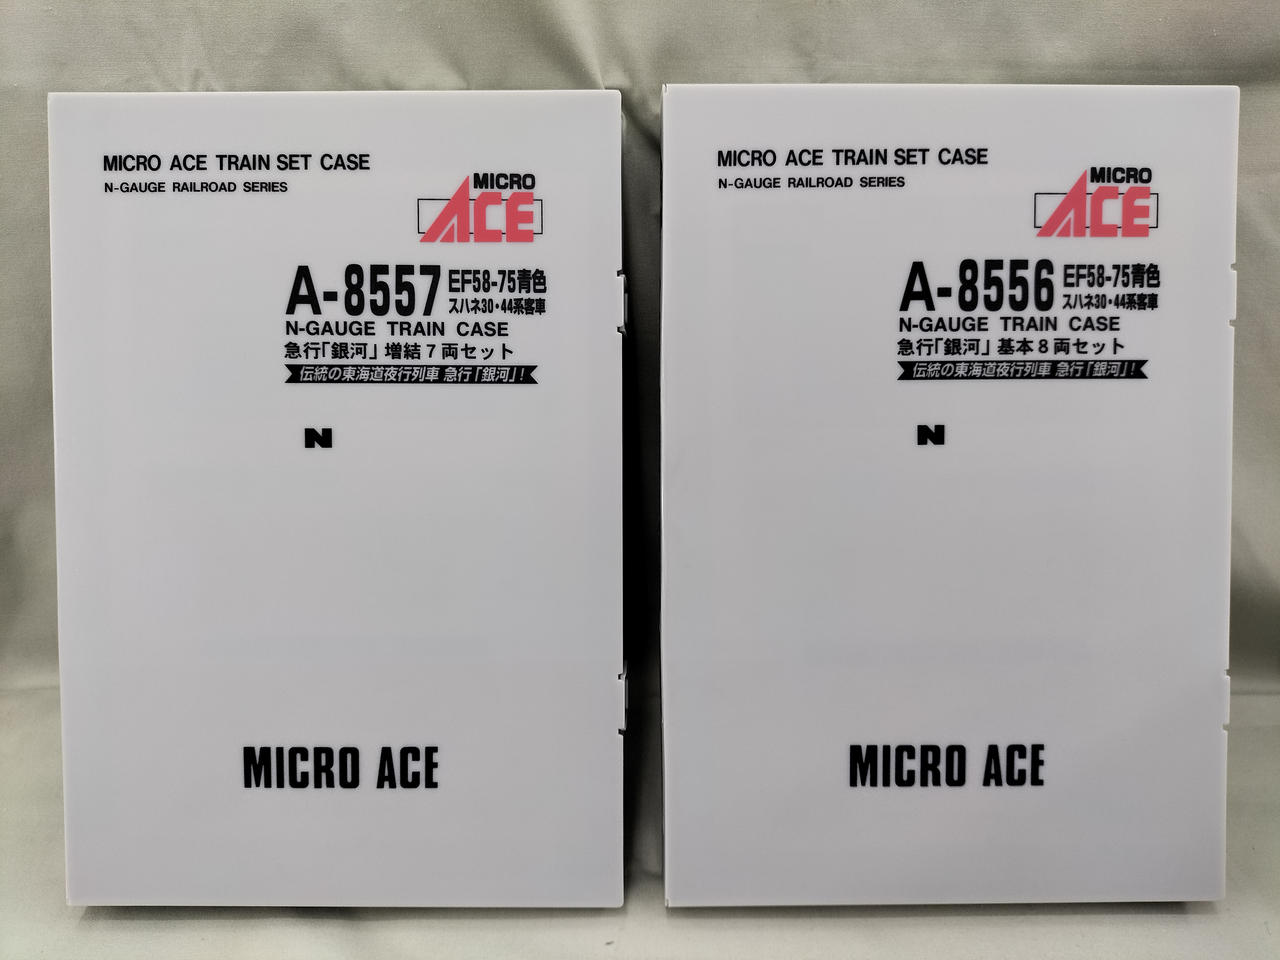 MICRO ACE TRAIN SET CASE
N-GAUGE RAILROAD SERIES
MICRO
ACE
A-8557 EF58-75青色
スハネ30・44系客車
N-GAUGE TRAIN CASE
急行「銀河」増結7両セット
伝統の東海道夜行列車 急行「銀河」!
N
MICRO ACE
MICRO ACE TRAIN SET CASE
N-GAUGE RAILROAD SERIES
MICRO
ACE
A-8556 EF58-75青色
スハネ30・44系客車
N-GAUGE TRAIN CASE
急行「銀河」基本8両セット
伝統の東海道夜行列車 急行「銀河」!
N
MICRO ACE